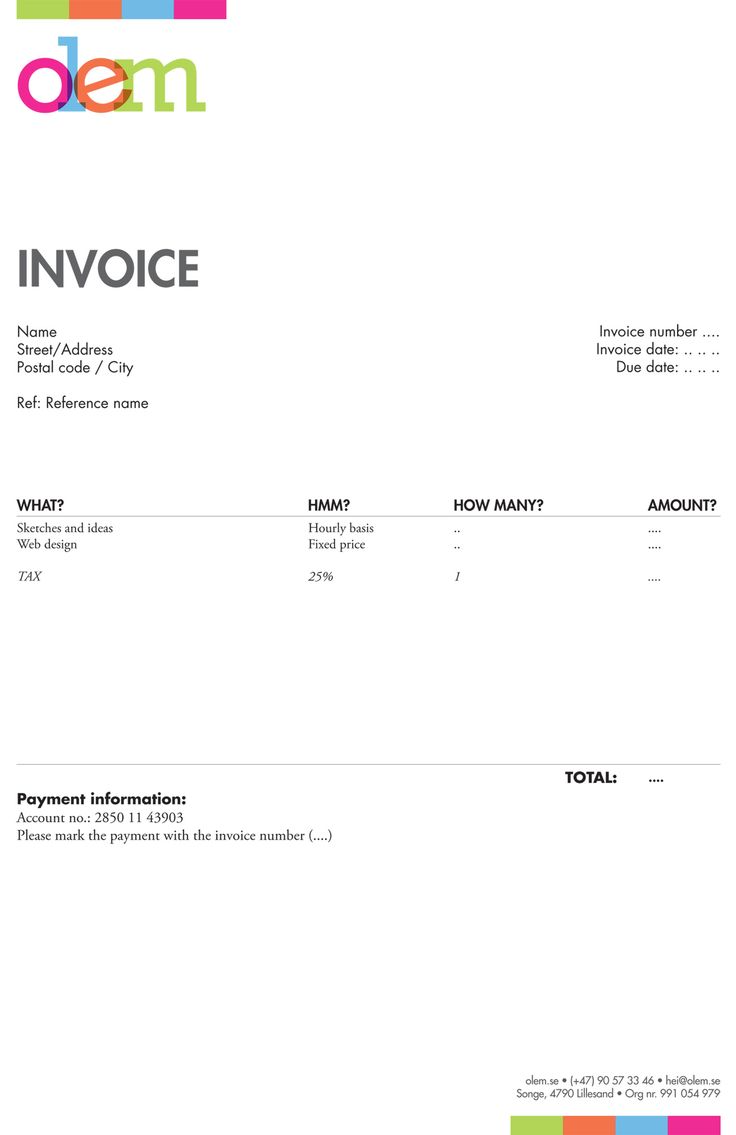 olem
INVOICE
Name
Street/Address
Postal code / City
Ref: Reference name
Invoice number ....
Invoice date: .. .. ..
Due date: .. .. ..
WHAT? HMM? HOW MANY? AMOUNT?
Sketches and ideas Hourly basis .. ....
Web design Fixed price .. ....
TAX 25% 1 ....
TOTAL: ....
Payment information:
Account no.: 2850 11 43903
Please mark the payment with the invoice number (....)
olem.se • (+47) 90 57 33 46 • hei@olem.se
Songe, 4790 Lillesand • Org nr. 991 054 979